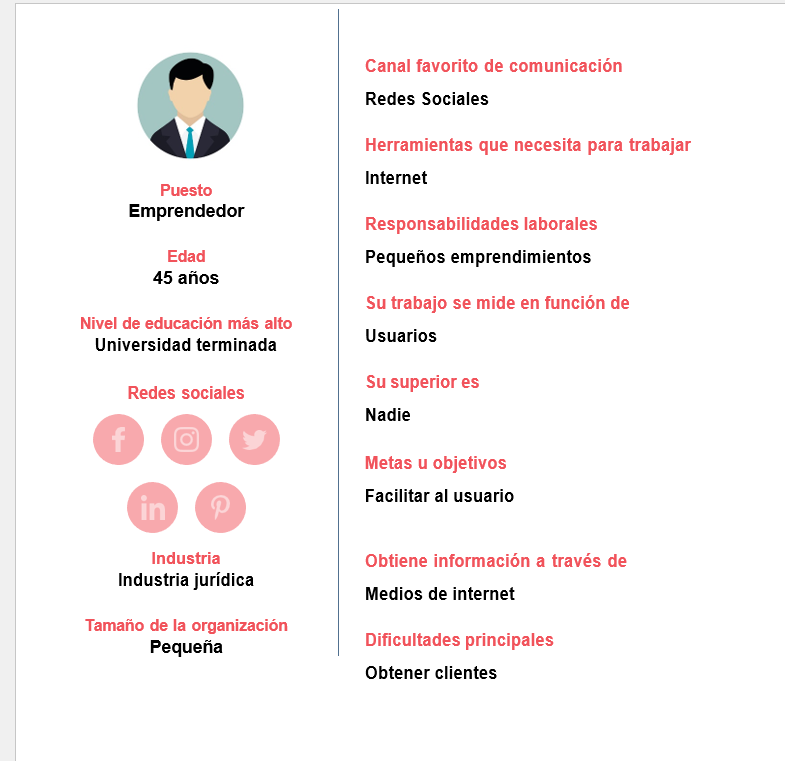 Puesto
Emprendedor
Edad
45 años
Nivel de educación más alto
Universidad terminada
Redes sociales
Industria
Industria jurídica
Tamaño de la organización
Pequeña
Canal favorito de comunicación
Redes Sociales
Herramientas que necesita para trabajar
Internet
Responsabilidades laborales
Pequeños emprendimientos
Su trabajo se mide en función de
Usuarios
Su superior es
Nadie
Metas u objetivos
Facilitar al usuario
Obtiene información a través de
Medios de internet
Dificultades principales
Obtener clientes